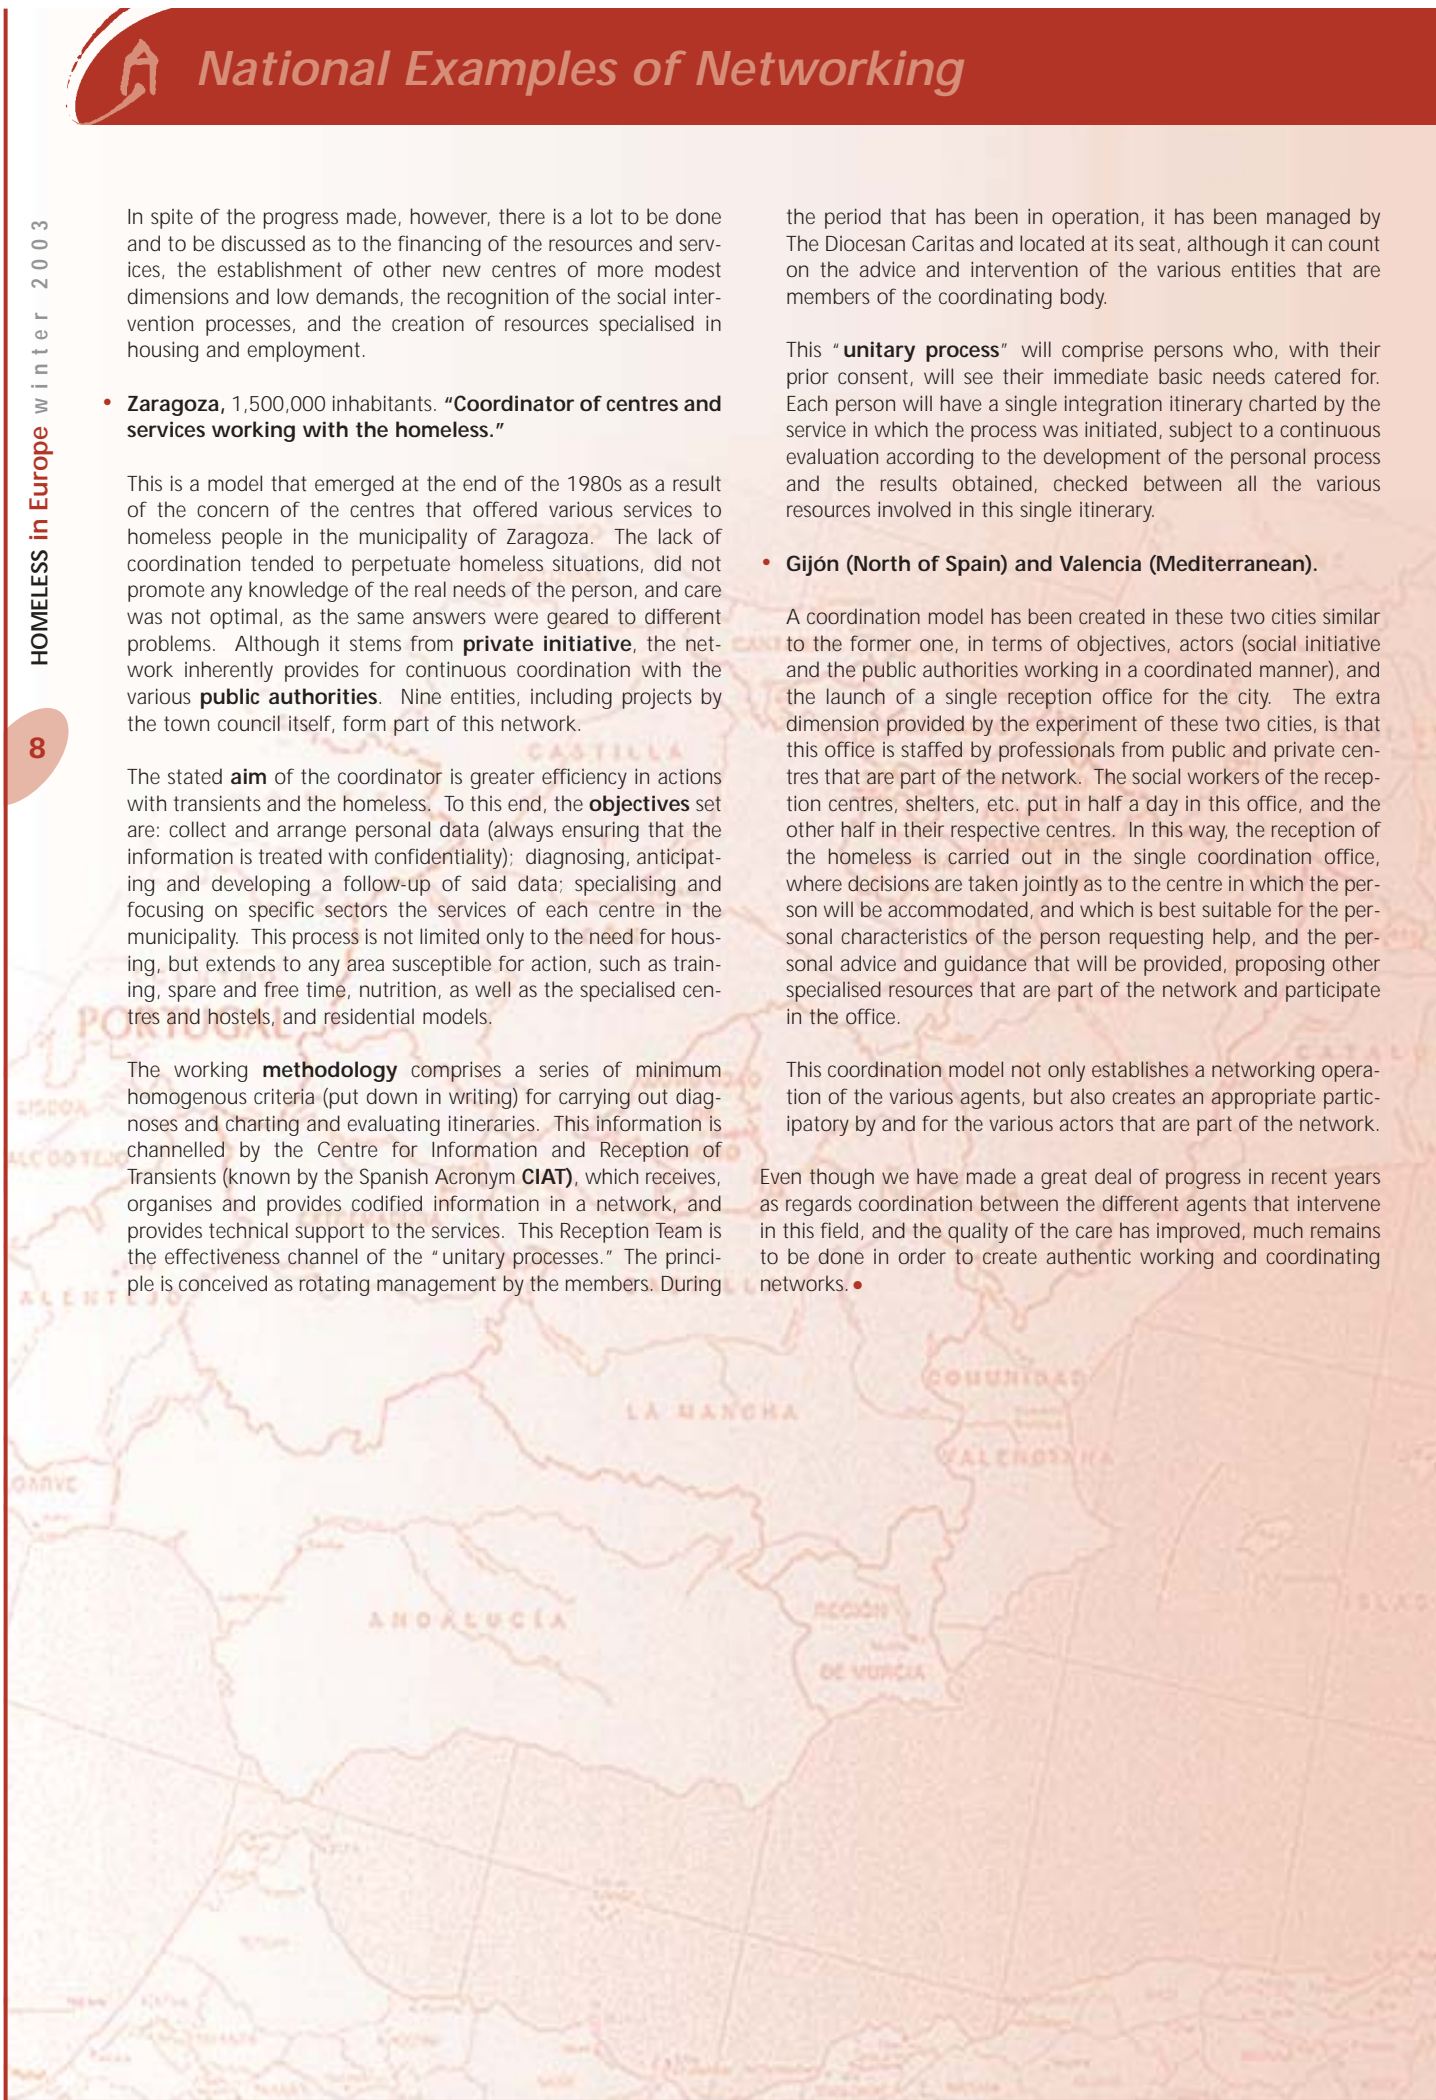 National Examples of Networking
HOMELESS in Europe winter 2003
8
In spite of the progress made, however, there is a lot to be done
and to be discussed as to the financing of the resources and serv-
ices, the establishment of other new centres of more modest
dimensions and low demands, the recognition of the social inter-
vention processes, and the creation of resources specialised in
housing and employment.
• Zaragoza, 1,500,000 inhabitants. “Coordinator of centres and
services working with the homeless.”
This is a model that emerged at the end of the 1980s as a result
of the concern of the centres that offered various services to
homeless people in the municipality of Zaragoza. The lack of
coordination tended to perpetuate homeless situations, did not
promote any knowledge of the real needs of the person, and care
was not optimal, as the same answers were geared to different
problems. Although it stems from private initiative, the net-
work inherently provides for continuous coordination with the
various public authorities. Nine entities, including projects by
the town council itself, form part of this network.
The stated aim of the coordinator is greater efficiency in actions
with transients and the homeless. To this end, the objectives set
are: collect and arrange personal data (always ensuring that the
information is treated with confidentiality); diagnosing, anticipat-
ing and developing a follow-up of said data; specialising and
focusing on specific sectors the services of each centre in the
municipality. This process is not limited only to the need for hous-
ing, but extends to any area susceptible for action, such as train-
ing, spare and free time, nutrition, as well as the specialised cen-
tres and hostels, and residential models.
The working methodology comprises a series of minimum
homogenous criteria (put down in writing) for carrying out diag-
noses and charting and evaluating itineraries. This information is
channelled by the Centre for Information and Reception of
Transients (known by the Spanish Acronym CIAT), which receives,
organises and provides codified information in a network, and
provides technical support to the services. This Reception Team is
the effectiveness channel of the “unitary processes.” The princi-
ple is conceived as rotating management by the members. During
the period that has been in operation, it has been managed by
The Diocesan Caritas and located at its seat, although it can count
on the advice and intervention of the various entities that are
members of the coordinating body.
This “unitary process” will comprise persons who, with their
prior consent, will see their immediate basic needs catered for.
Each person will have a single integration itinerary charted by the
service in which the process was initiated, subject to a continuous
evaluation according to the development of the personal process
and the results obtained, checked between all the various
resources involved in this single itinerary.
• Gijón (North of Spain) and Valencia (Mediterranean).
A coordination model has been created in these two cities similar
to the former one, in terms of objectives, actors (social initiative
and the public authorities working in a coordinated manner), and
the launch of a single reception office for the city. The extra
dimension provided by the experiment of these two cities, is that
this office is staffed by professionals from public and private cen-
tres that are part of the network. The social workers of the recep-
tion centres, shelters, etc. put in half a day in this office, and the
other half in their respective centres. In this way, the reception of
the homeless is carried out in the single coordination office,
where decisions are taken jointly as to the centre in which the per-
son will be accommodated, and which is best suitable for the per-
sonal characteristics of the person requesting help, and the per-
sonal advice and guidance that will be provided, proposing other
specialised resources that are part of the network and participate
in the office.
This coordination model not only establishes a networking opera-
tion of the various agents, but also creates an appropriate partic-
ipatory by and for the various actors that are part of the network.
Even though we have made a great deal of progress in recent years
as regards coordination between the different agents that intervene
in this field, and the quality of the care has improved, much remains
to be done in order to create authentic working and coordinating
networks. •
CASTILLA
PORTUGAL
LISBOA
LA MANCHA
COMUNIDAD
VALENCIANA
ANDALUCÍA
REGIÓN
DE MURCIA